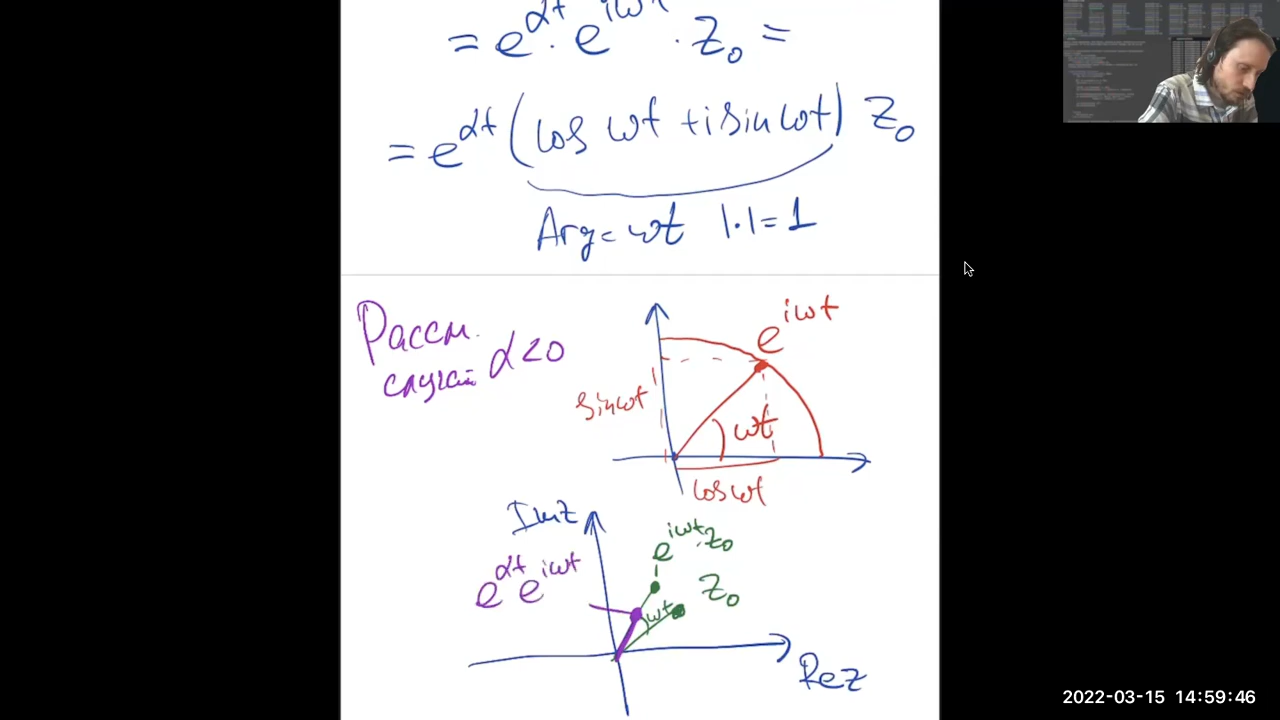 = e^{αt} · e^{iωt} · z₀ =
= e^{αt} (cos ωt + i sin ωt) z₀
Arg = ωt |·| = 1
Рассм.
случай α<0
e^{iωt}
sin ωt
ωt
cos ωt
Im z
e^{iωt} · z₀
e^{αt} e^{iωt}
z₀
ωt
Re z
2022-03-15 14:59:46